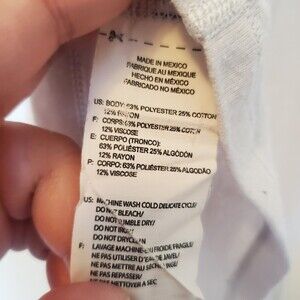 MADE IN MEXICO
FABRIQUE AU MEXIQUE
HECHO EN MÉXICO
FABRICADO NO MÉXICO
US: BODY: 63% POLYESTER 25% COTTON
12% RAYON
F: CORPS: 63% POLYESTER 25% COTON
12% VISCOSE
E: CUERPO (TRONCO):
63% POLIÉSTER 25% ALGODÓN
12% RAYON
P: CORPO: 63% POLIÉSTER 25% ALGODÃO
12% VISCOSE
US: MACHINE WASH COLD DELICATE CYCLE/
DO NOT BLEACH/
DO NOT TUMBLE DRY/
DO NOT IRON/
DO NOT DRYCLEAN
F: LAVAGE MACHINE EAU FROIDE FRAGILE/
NE PAS UTILISER D'EAU DE JAVEL/
NE PAS METTRE AU
NE PAS REPASSER/
NE PAS NETTOYER A SEC